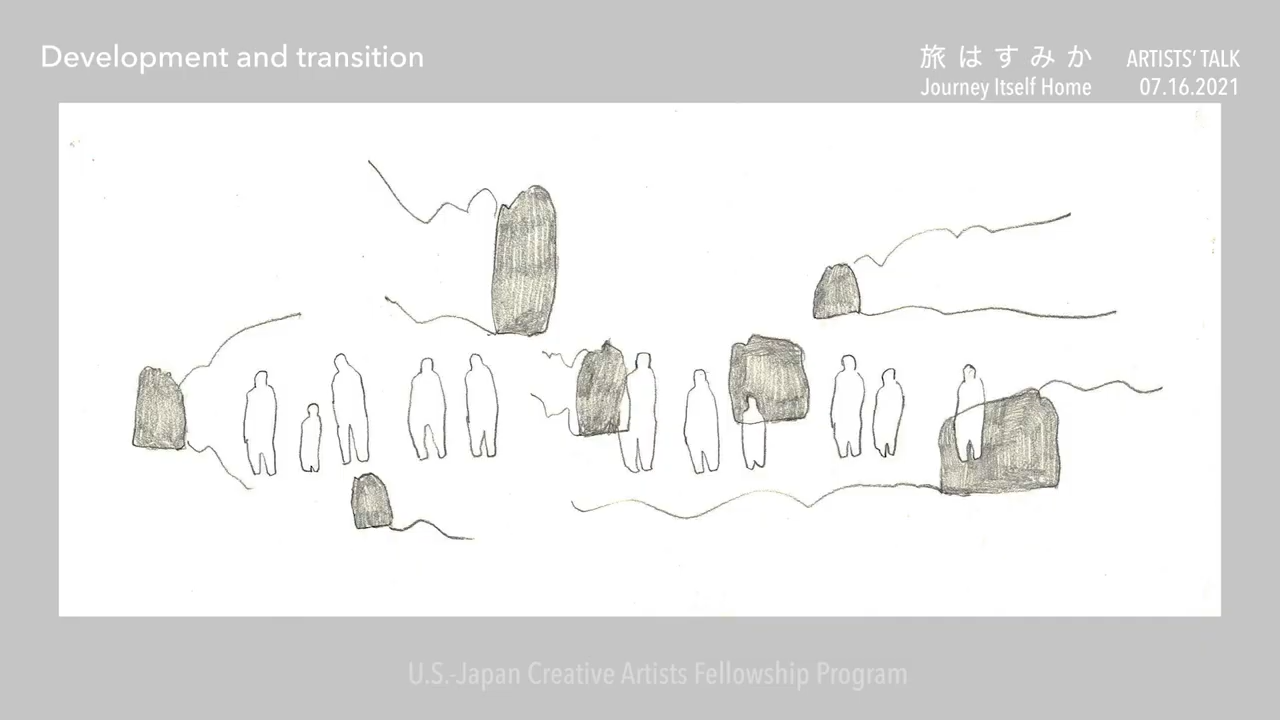 Development and transition
旅はすみか ARTISTS' TALK
Journey Itself Home 07.16.2021
U.S.-Japan Creative Artists Fellowship Program